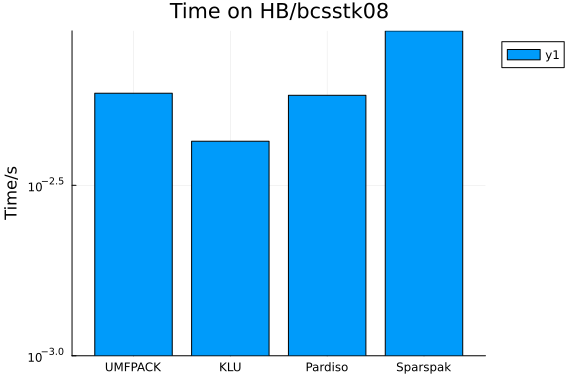 Time on HB/bcsstk08
y1
Time/s
10^−2.5
10^−3.0
UMFPACK KLU Pardiso Sparspak